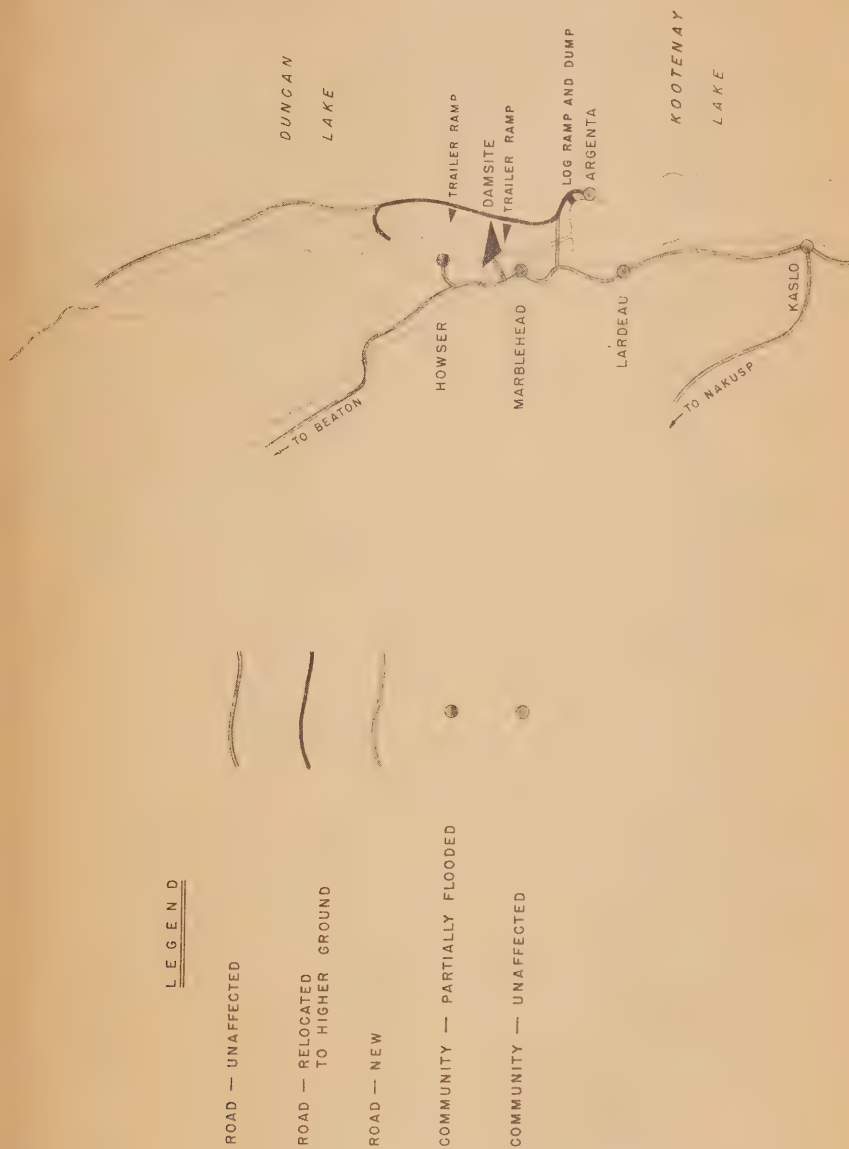 DUNCAN
LAKE
TRAILER RAMP
DAMSITE
TRAILER RAMP
LOG RAMP AND DUMP
ARGENTA
KOOTENAY
LAKE
HOWSER
MARBLEHEAD
LARDEAU
KASLO
TO BEATON
TO NAKUSP
LEGEND
ROAD — UNAFFECTED
ROAD — RELOCATED
TO HIGHER GROUND
ROAD — NEW
COMMUNITY — PARTIALLY FLOODED
COMMUNITY — UNAFFECTED